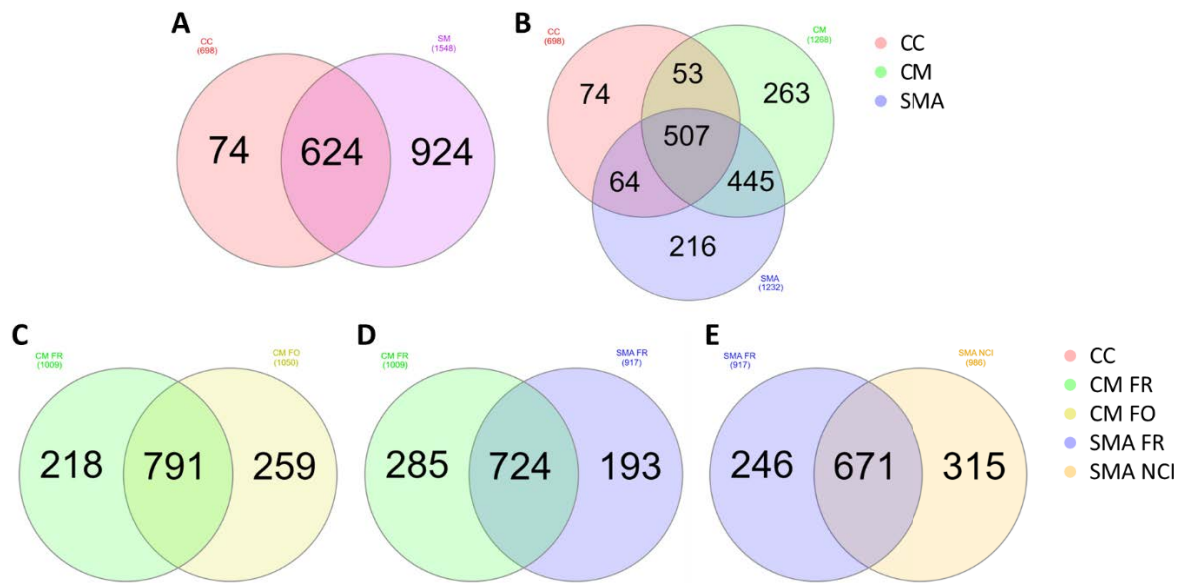 A
CC
(698)
SM
(1548)
74
624
924
B
CC
(698)
CM
(1268)
53
74
263
507
64
445
216
SMA
(1232)
CC
CM
SMA
C
CM FR
(1009)
CM FO
(1050)
218
791
259
D
CM FR
(1009)
SMA FR
(917)
285
724
193
E
SMA FR
(917)
SMA NCI
(986)
246
671
315
CC
CM FR
CM FO
SMA FR
SMA NCI